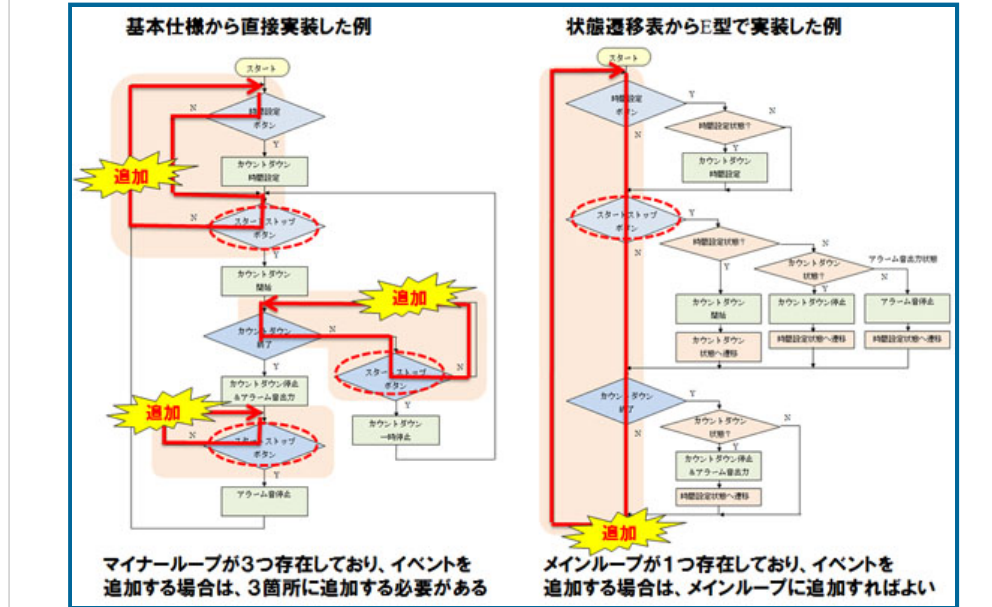 基本仕様から直接実装した例
スタート
時間設定
ボタン
N
Y
カウントダウン
時間設定
追加
スタートストップ
ボタン
N
Y
カウントダウン
開始
追加
カウントダウン
終了
N
Y
スタートストップ
ボタン
N
Y
カウントダウン
一時停止
カウントダウン停止
&アラーム音出力
追加
スタートストップ
ボタン
N
Y
アラーム音停止
マイナーループが3つ存在しており、イベントを
追加する場合は、3箇所に追加する必要がある
状態遷移表からE型で実装した例
スタート
時間設定
ボタン
Y
N
時間設定状態?
N
Y
カウントダウン
時間設定
スタートストップ
ボタン
Y
N
時間設定状態?
N
Y
カウントダウン
状態?
アラーム音出力状態
N
Y
カウントダウン
開始
カウントダウン停止
アラーム音停止
カウントダウン
状態へ遷移
時間設定状態へ遷移
時間設定状態へ遷移
カウントダウン
終了
Y
N
カウントダウン
状態?
N
Y
カウントダウン停止
&アラーム音出力
時間設定状態へ遷移
追加
メインループが1つ存在しており、イベントを
追加する場合は、メインループに追加すればよい